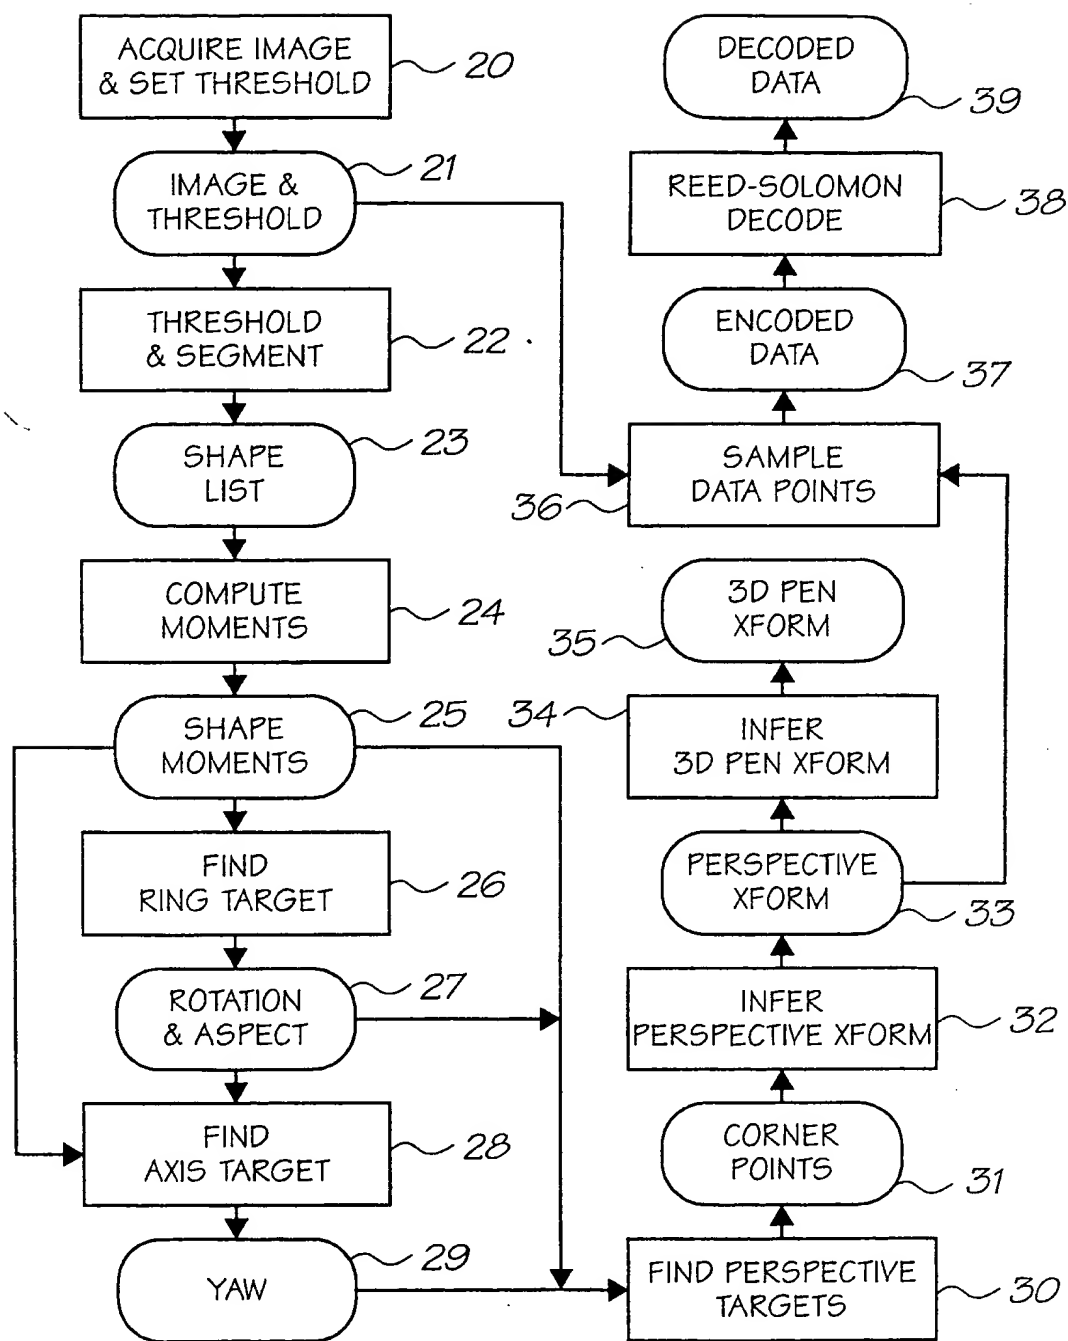 ACQUIRE IMAGE
& SET THRESHOLD
20
IMAGE &
THRESHOLD
21
THRESHOLD
& SEGMENT
22
SHAPE
LIST
23
COMPUTE
MOMENTS
24
SHAPE
MOMENTS
25
FIND
RING TARGET
26
ROTATION
& ASPECT
27
FIND
AXIS TARGET
28
YAW
29
DECODED
DATA
39
REED-SOLOMON
DECODE
38
ENCODED
DATA
37
SAMPLE
DATA POINTS
36
3D PEN
XFORM
35
INFER
3D PEN XFORM
34
PERSPECTIVE
XFORM
33
INFER
PERSPECTIVE XFORM
32
CORNER
POINTS
31
FIND PERSPECTIVE
TARGETS
30